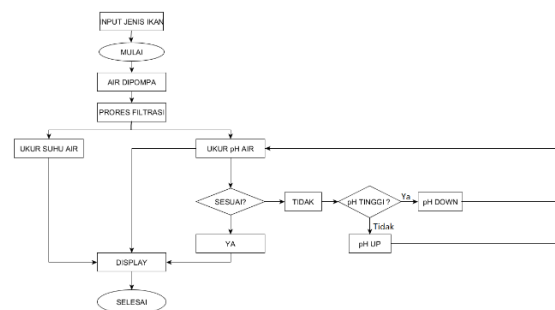 INPUT JENIS IKAN
MULAI
AIR DIPOMPA
PRORES FILTRASI
UKUR SUHU AIR
UKUR pH AIR
SESUAI?
TIDAK
pH TINGGI ?
Ya
pH DOWN
Tidak
YA
pH UP
DISPLAY
SELESAI